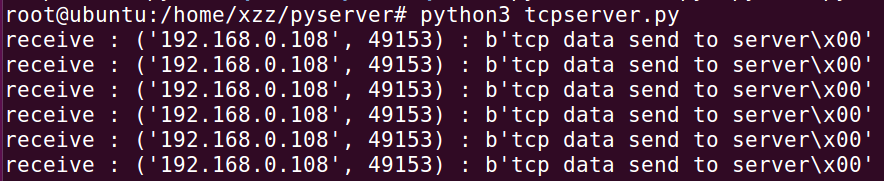 root@ubuntu:/home/xzz/pyserver# python3 tcpserver.py
receive : ('192.168.0.108', 49153) : b'tcp data send to server\x00'
receive : ('192.168.0.108', 49153) : b'tcp data send to server\x00'
receive : ('192.168.0.108', 49153) : b'tcp data send to server\x00'
receive : ('192.168.0.108', 49153) : b'tcp data send to server\x00'
receive : ('192.168.0.108', 49153) : b'tcp data send to server\x00'
receive : ('192.168.0.108', 49153) : b'tcp data send to server\x00'